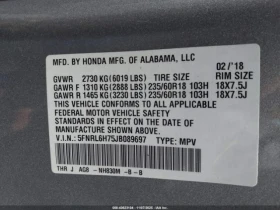 MFD. BY HONDA MFG. OF ALABAMA, LLC
02/'18
GVWR 2730 KG(6019 LBS) TIRE SIZE RIM SIZE
GAWR F 1310 KG(2888 LBS)235/60R18 103H 18X7.5J
GAWR R 1465 KG(3230 LBS)235/60R18 103H 18X7.5J
THIS VEHICLE CONFORMS TO ALL APPLICABLE
FEDERAL MOTOR VEHICLE SAFETY AND
THEFT PREVENTION STANDARDS IN EFFECT ON THE
DATE OF MANUFACTURE SHOWN ABOVE.
V.I.N.: 5FNRL6H75JB089697 TYPE: MPV
THR J AG8 -NH830M -B -B